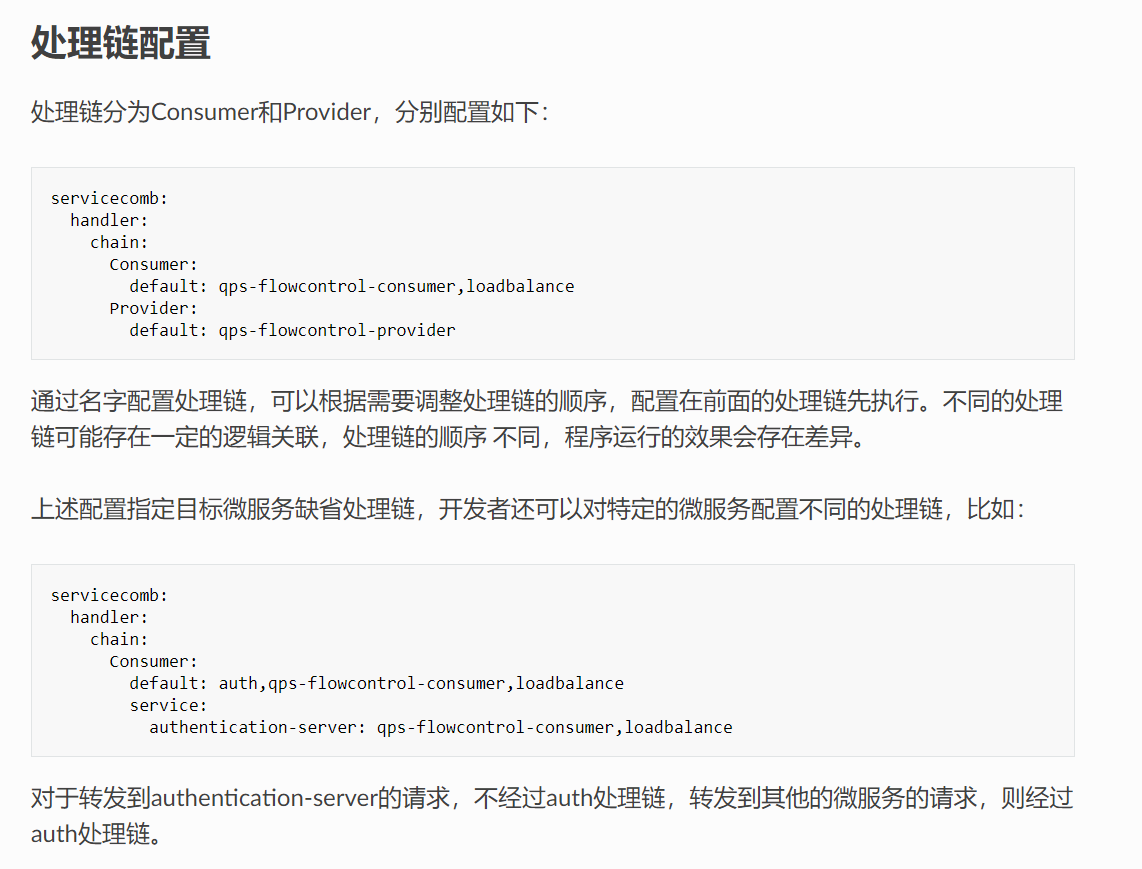 处理链配置
处理链分为Consumer和Provider，分别配置如下：
servicecomb:
  handler:
    chain:
      Consumer:
        default: qps-flowcontrol-consumer,loadbalance
      Provider:
        default: qps-flowcontrol-provider
通过名字配置处理链，可以根据需要调整处理链的顺序，配置在前面的处理链先执行。不同的处理
链可能存在一定的逻辑关联，处理链的顺序 不同，程序运行的效果会存在差异。
上述配置指定目标微服务缺省处理链，开发者还可以对特定的微服务配置不同的处理链，比如：
servicecomb:
  handler:
    chain:
      Consumer:
        default: auth,qps-flowcontrol-consumer,loadbalance
        service:
          authentication-server: qps-flowcontrol-consumer,loadbalance
对于转发到authentication-server的请求，不经过auth处理链，转发到其他的微服务的请求，则经过
auth处理链。